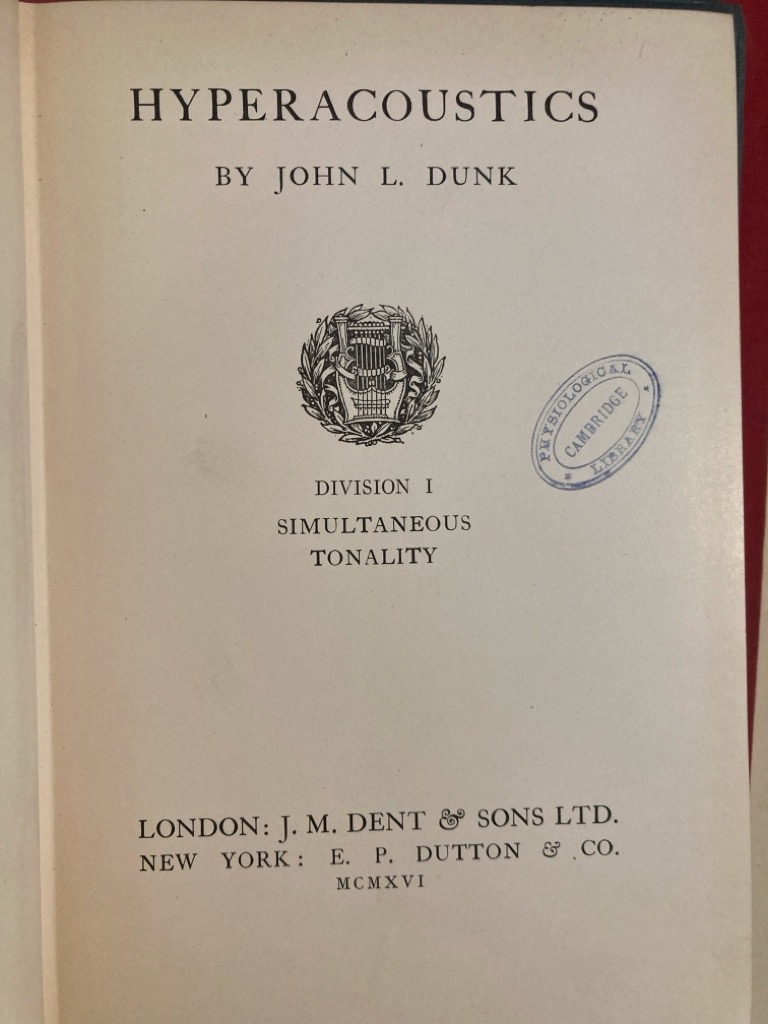 HYPERACOUSTICS
BY JOHN L. DUNK
PHYSIOLOGICAL
CAMBRIDGE
LIBRARY
DIVISION I
SIMULTANEOUS
TONALITY
LONDON: J. M. DENT & SONS LTD.
NEW YORK: E. P. DUTTON & CO.
MCMXVI